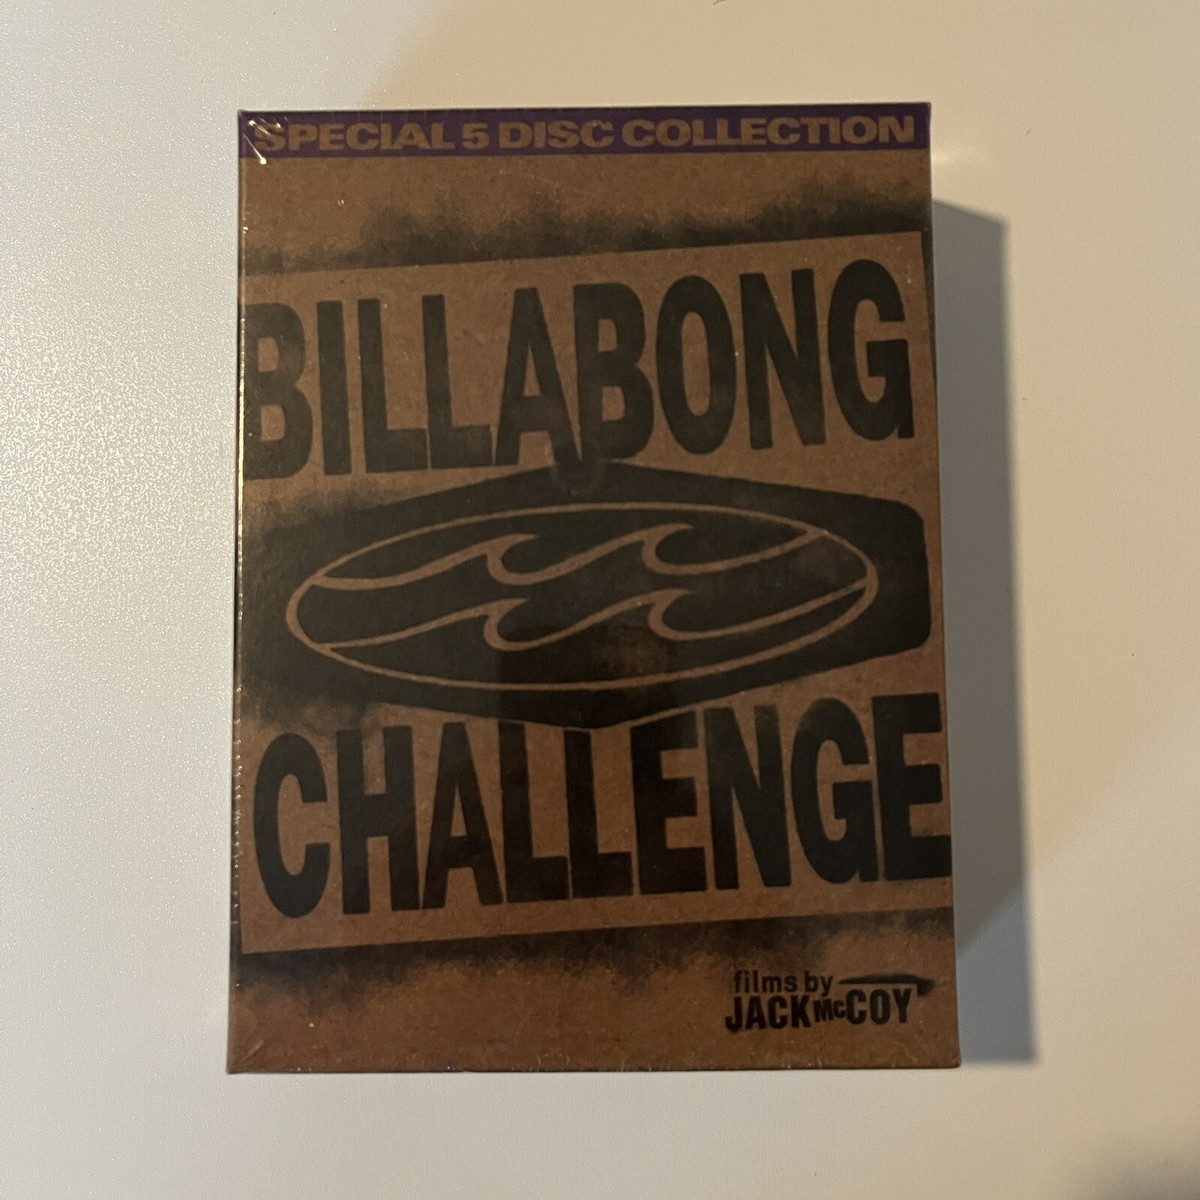 SPECIAL 5 DISC COLLECTION
BILLABONG
CHALLENGE
films by
JACK McCOY